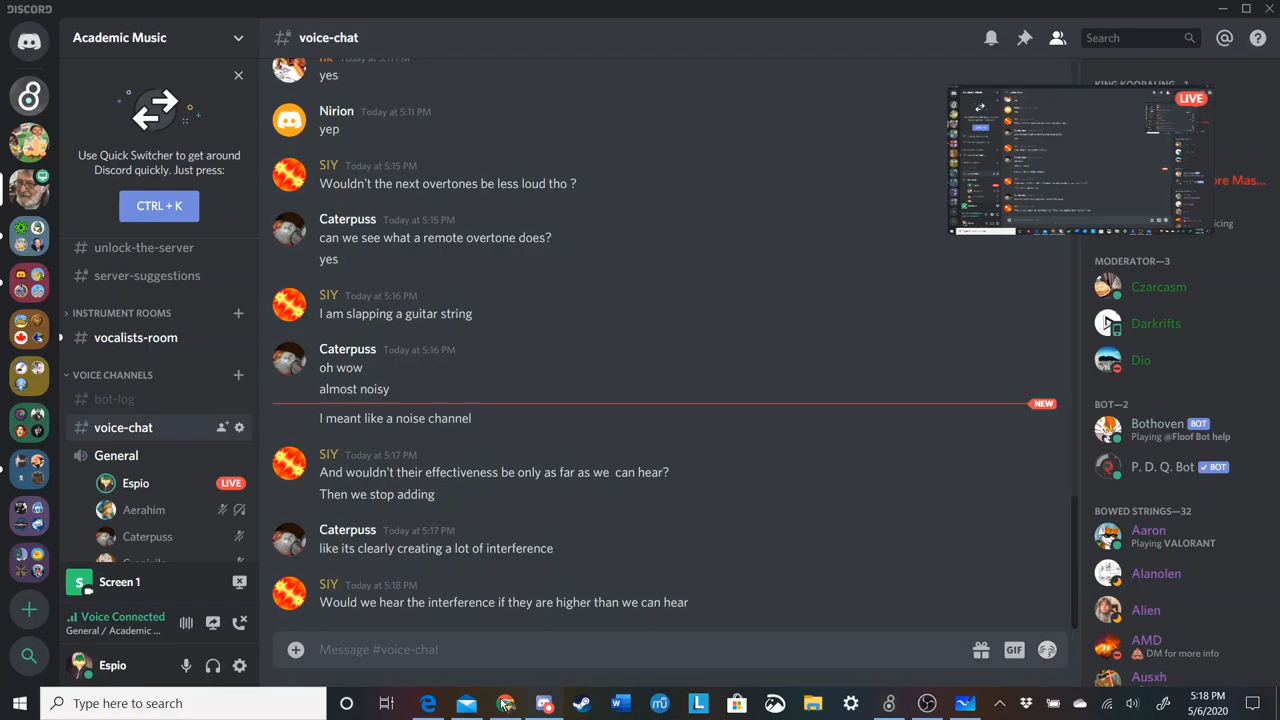 DISCORD
Academic Music
Use Quick Switcher to get around
Discord quickly. Just press:
CTRL + K
unlock-the-server
server-suggestions
INSTRUMENT ROOMS
vocalists-room
VOICE CHANNELS
bot-log
voice-chat
General
Espio
LIVE
Aerahim
Caterpuss
Screen 1
Voice Connected
General / Academic ...
Espio
voice-chat
Search
yes
Nirion Today at 5:11 PM
yep
SIY Today at 5:15 PM
Wouldn't the next overtones be less loud tho ?
Caterpuss Today at 5:15 PM
can we see what a remote overtone does?
yes
SIY Today at 5:16 PM
I am slapping a guitar string
Caterpuss Today at 5:16 PM
oh wow
almost noisy
NEW
I meant like a noise channel
SIY Today at 5:17 PM
And wouldn't their effectiveness be only as far as we can hear?
Then we stop adding
Caterpuss Today at 5:17 PM
like its clearly creating a lot of interference
SIY Today at 5:18 PM
Would we hear the interference if they are higher than we can hear
Message #voice-chat
GIF
LIVE
MODERATOR—3
Czarcasm
Darkrifts
Dio
BOT—2
Bothoven BOT
Playing @Floof Bot help
P. D. Q. Bot ✔ BOT
BOWED STRINGS—32
Aaron
Playing VALORANT
Alanolen
Alien
AMD
DM for more info
Ausxh
Type here to search
5:18 PM
5/6/2020